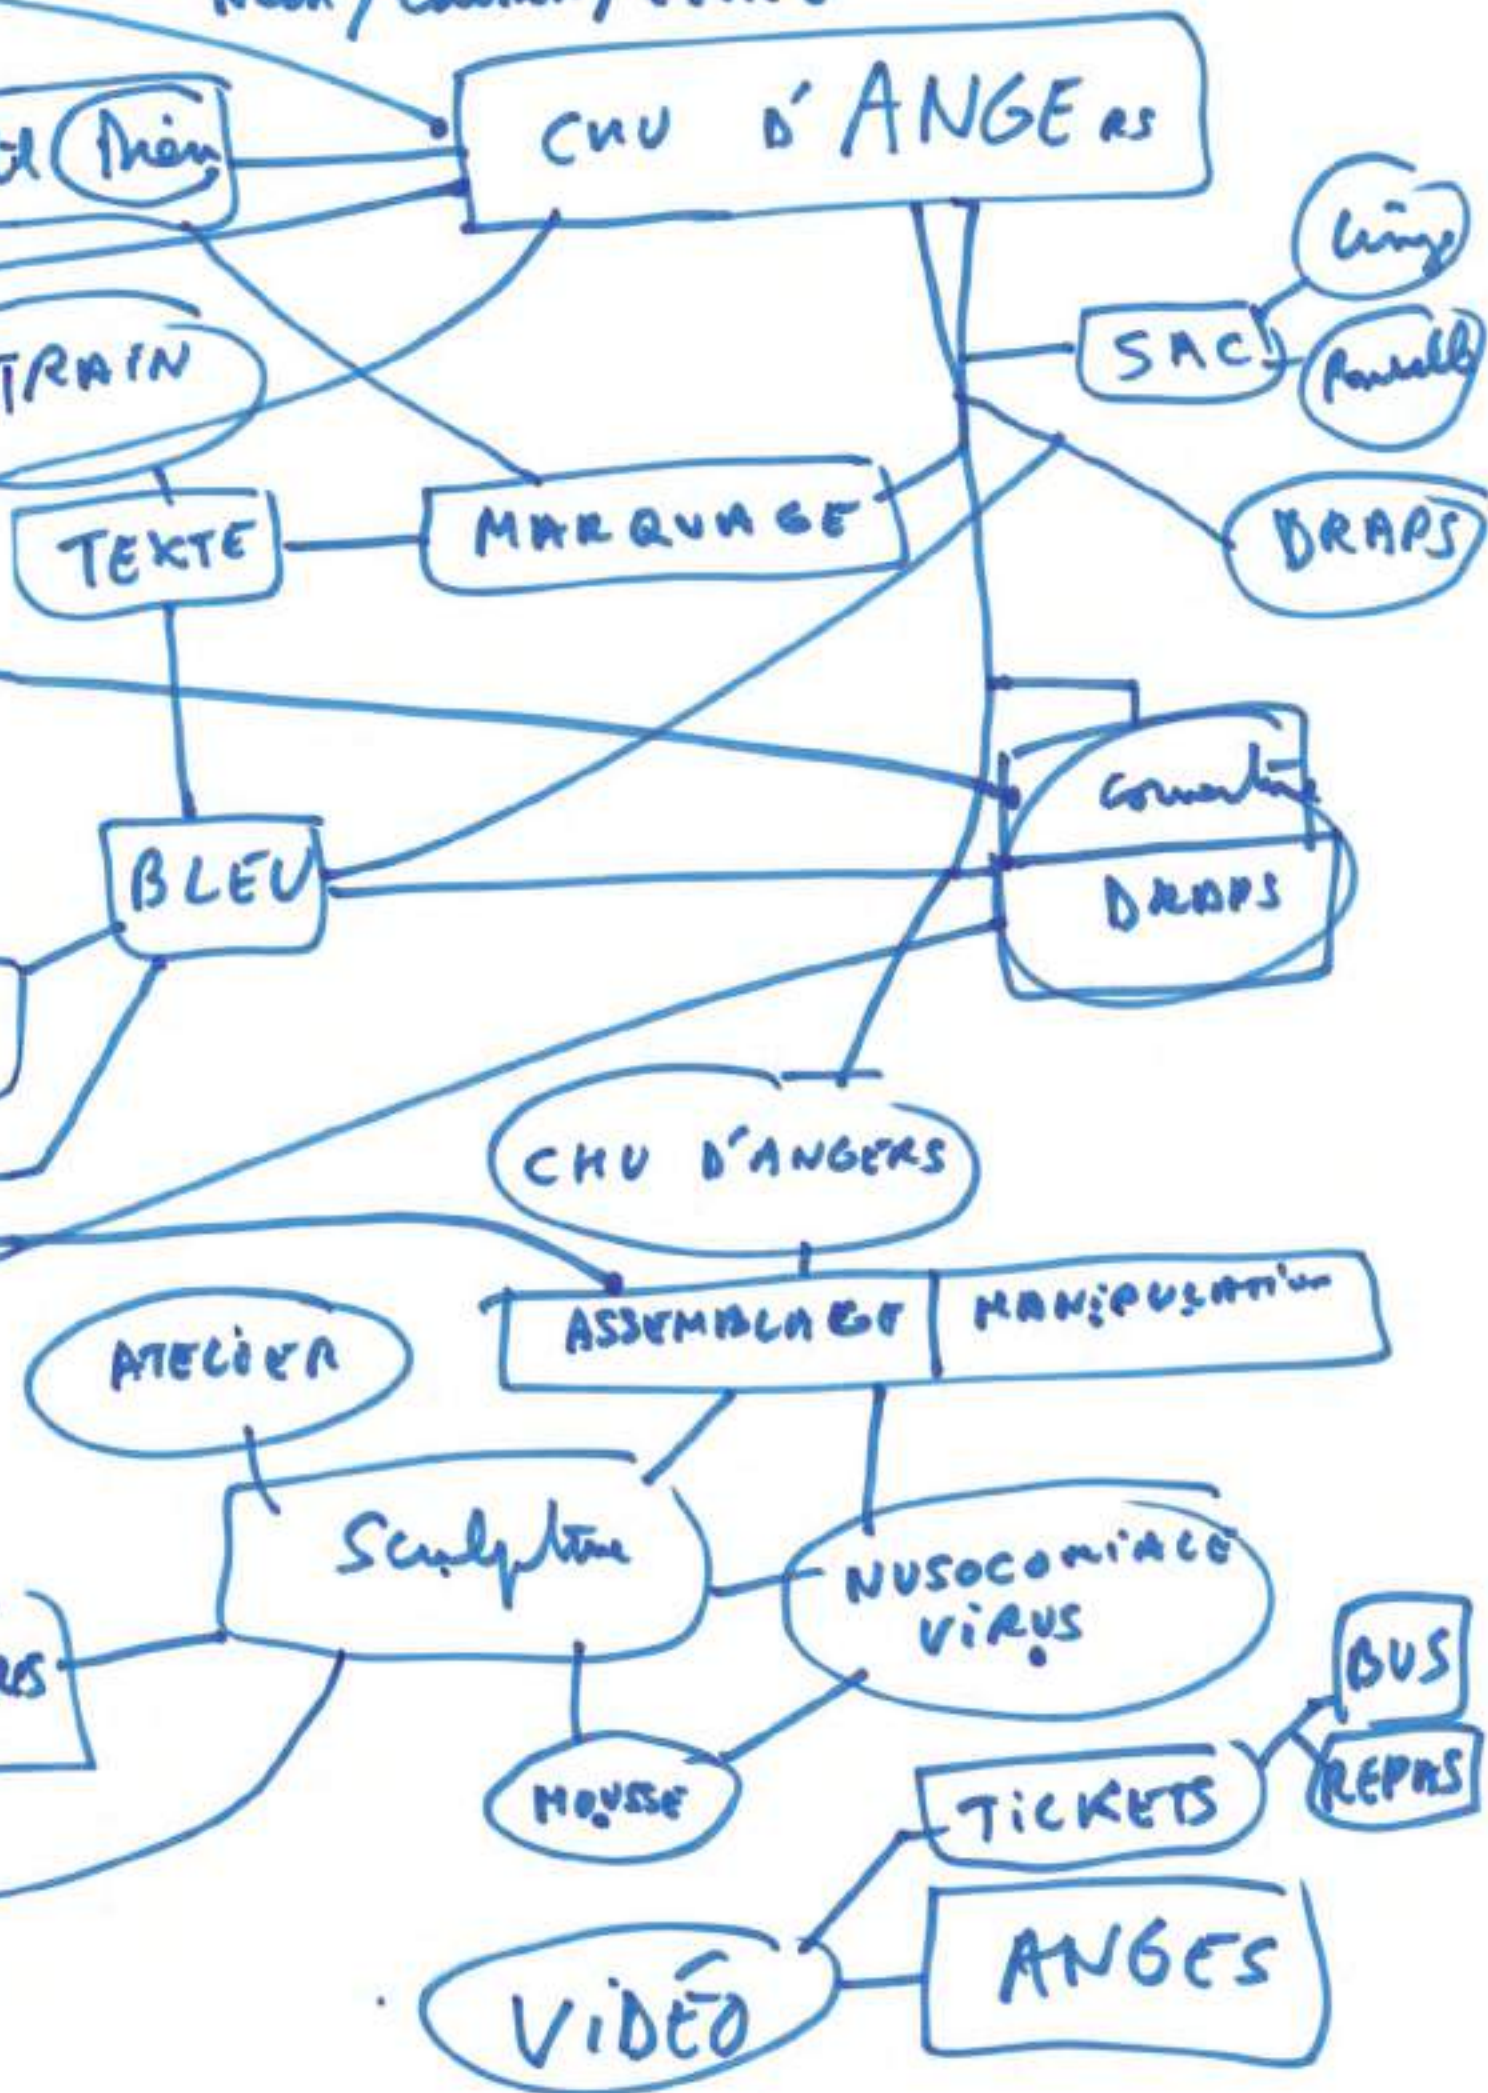 CHU D'ANGERS
Linge
SAC
TRAIN
DRAPS
TEXTE
MARQUAGE
BLEU
DRAPS
CHU D'ANGERS
ASSEMBLAGE MANIPULATION
ATELIER
Sculpture
NUSOCOMIALE
VIRUS
BUS
REPAS
MOUSSE
TICKETS
ANGES
VIDÉO